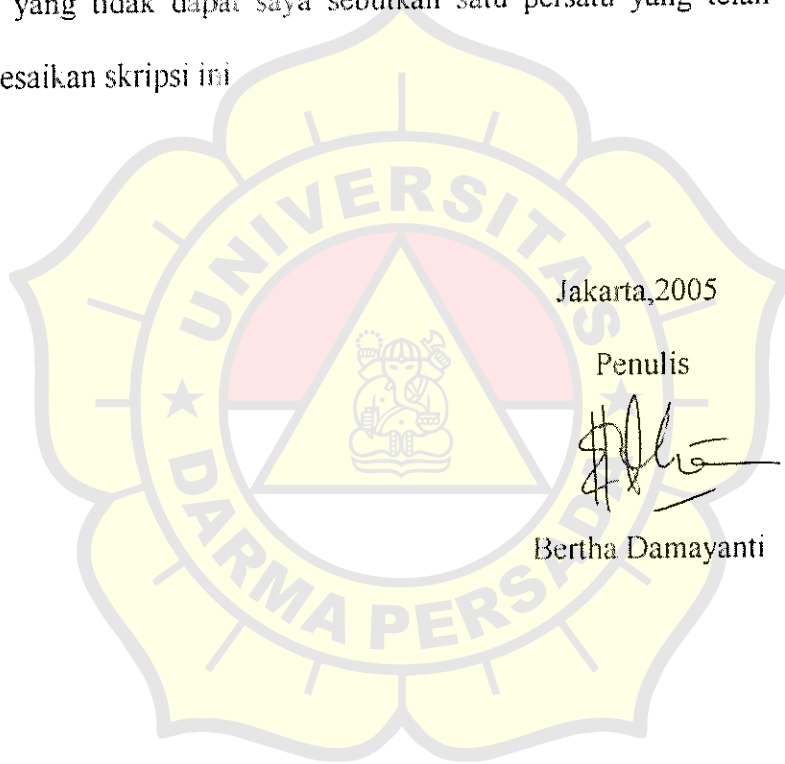 yang tidak dapat saya sebutkan satu persatu yang telah
esaikan skripsi ini
UNIVERSITAS
Jakarta,2005
Penulis
Bertha Damayanti
DARMA PERSADA